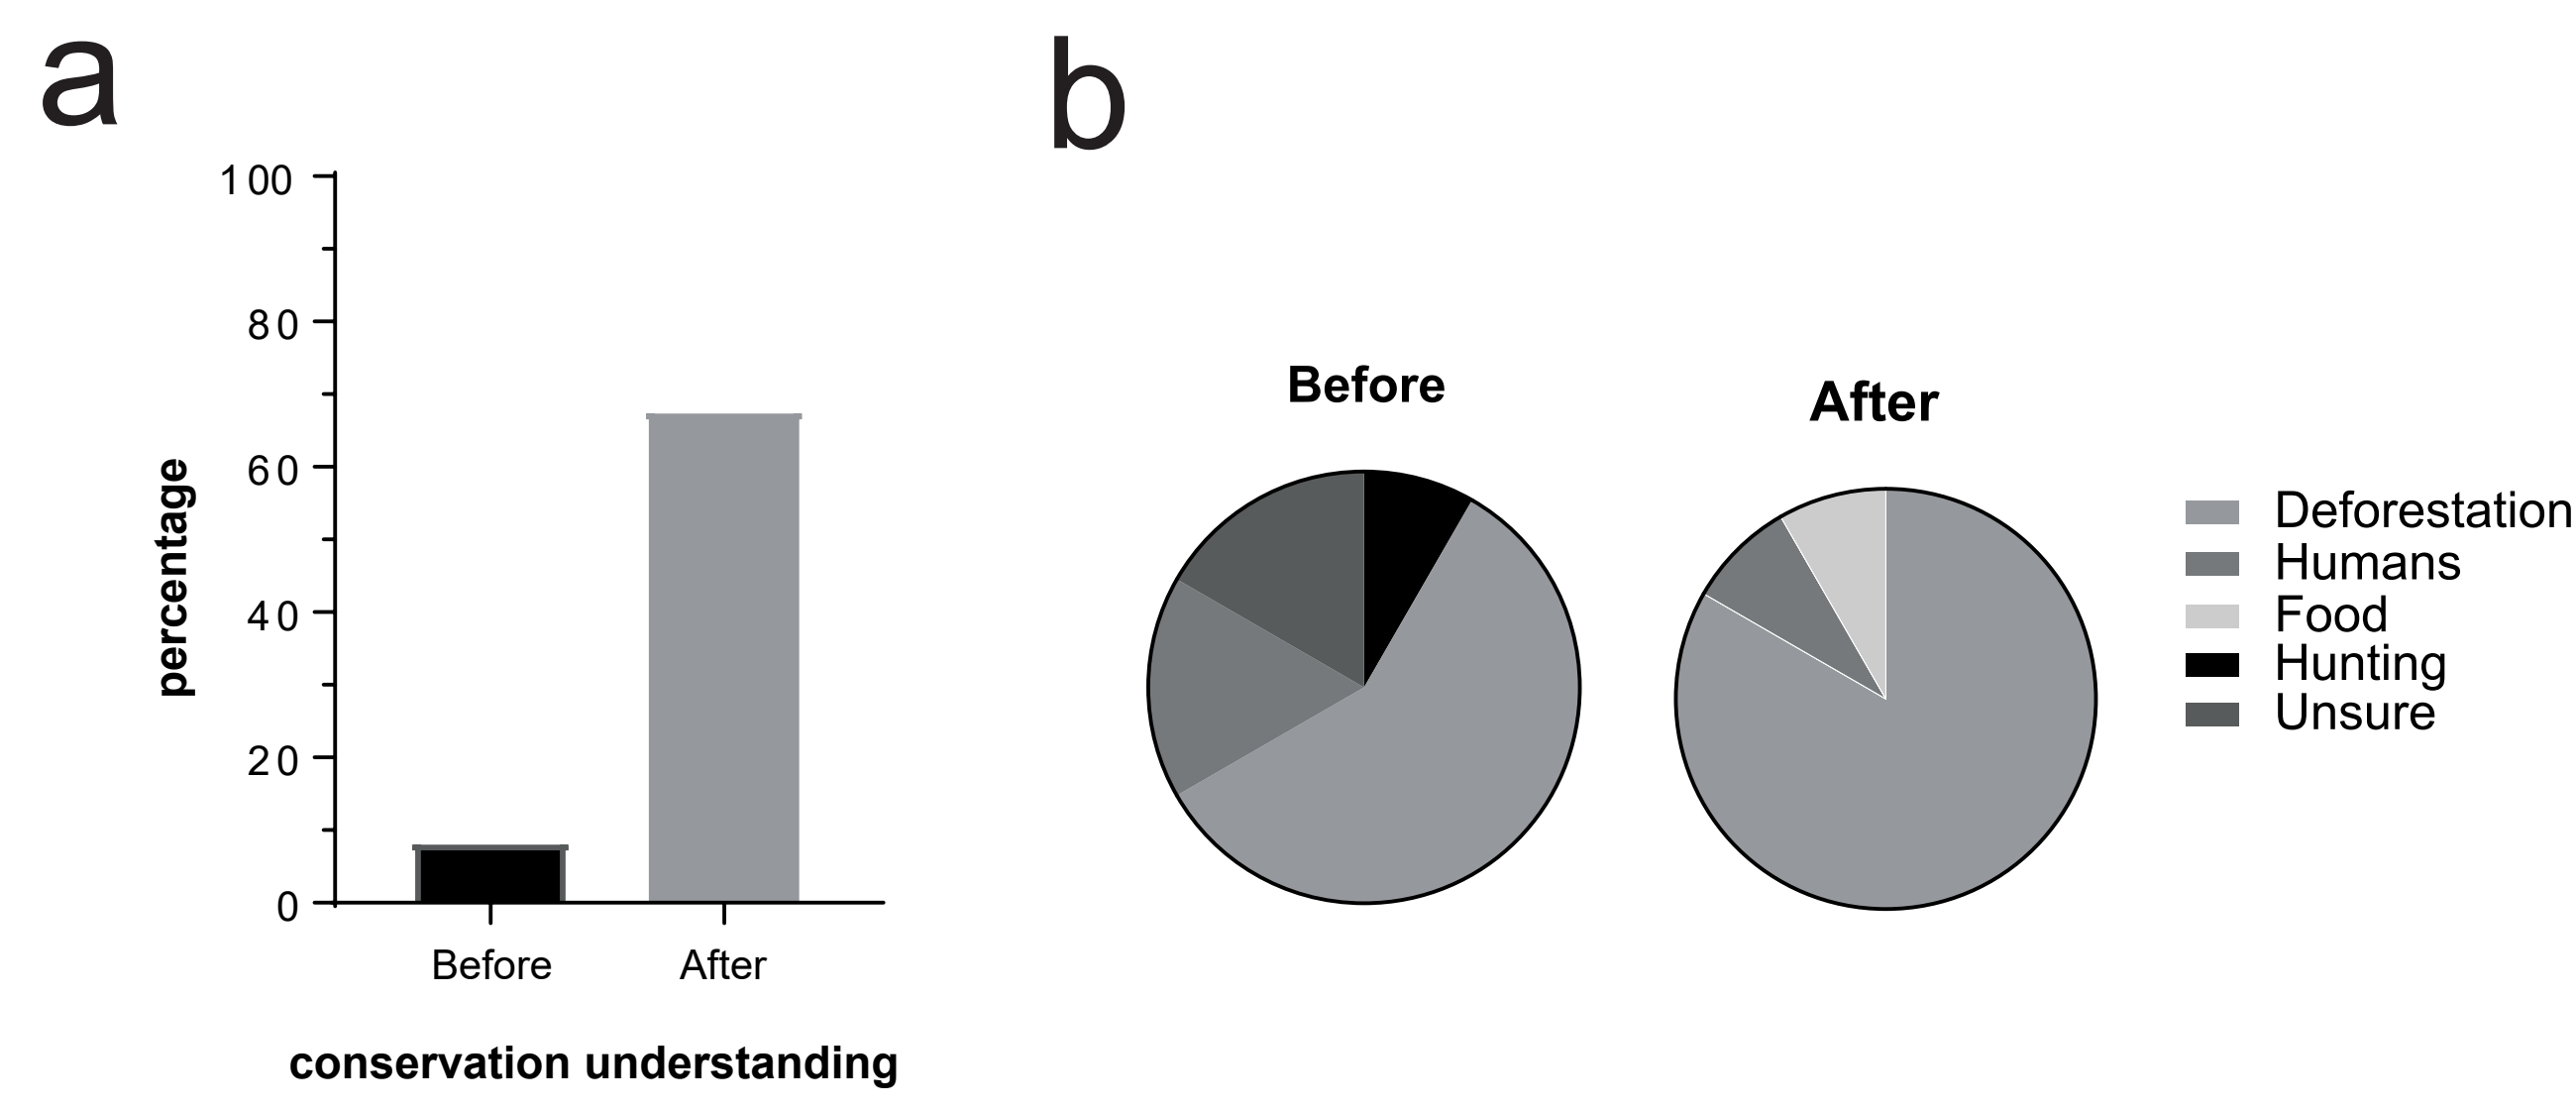 a
b
100
80
60
40
20
0
percentage
Before
After
conservation understanding
Before
After
Deforestation
Humans
Food
Hunting
Unsure